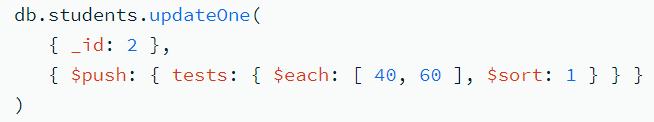 db.students.updateOne(
{ _id: 2 },
{ $push: { tests: { $each: [ 40, 60 ], $sort: 1 } } }
)